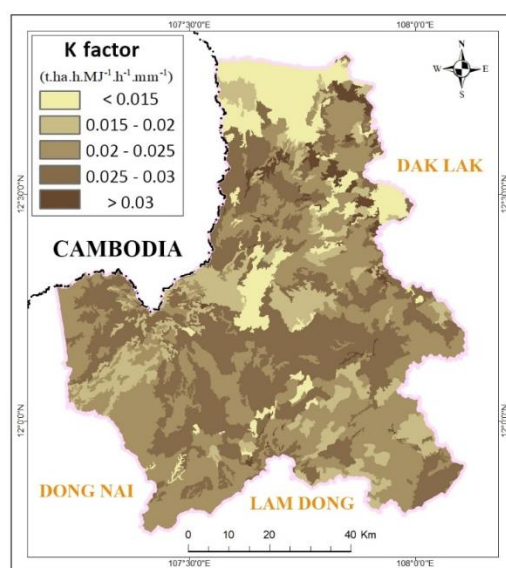 107°30'0"E
108°0'0"E
K factor
(t.ha.h.MJ⁻¹.h⁻¹.mm⁻¹)
< 0.015
0.015 - 0.02
0.02 - 0.025
0.025 - 0.03
> 0.03
N
W E
S
DAK LAK
12°30'0"N
12°30'0"N
CAMBODIA
12°0'0"N
12°0'0"N
DONG NAI
LAM DONG
0 10 20 40 Km
107°30'0"E
108°0'0"E